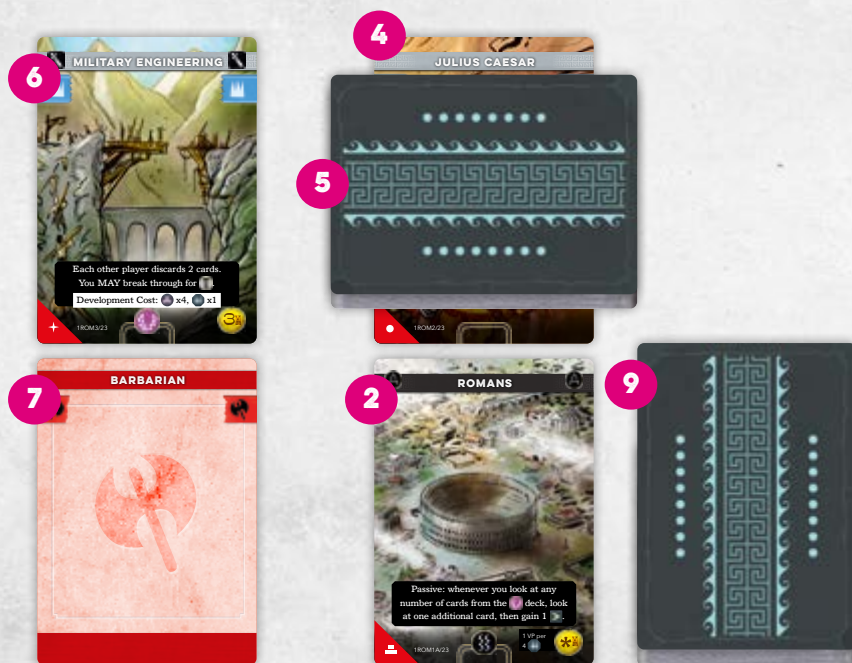 4
6
MILITARY ENGINEERING
JULIUS CAESAR
5
Each other player discards 2 cards.
You MAY break through for
Development Cost: x4, x1
1ROM3/23
3
1ROM2/23
7
BARBARIAN
2
ROMANS
9
Passive: whenever you look at any
number of cards from the deck, look
at one additional card, then gain 1
1ROM1A/23
1 VP per
4
*